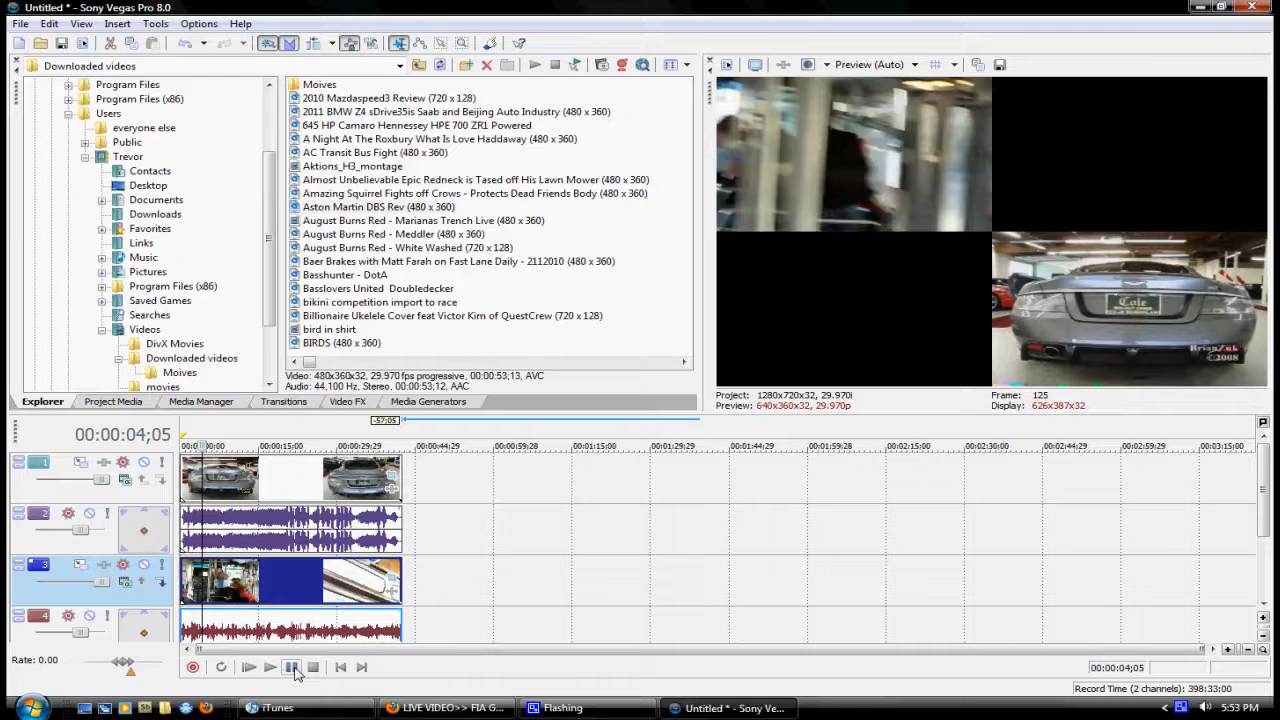 Untitled * - Sony Vegas Pro 8.0
File Edit View Insert Tools Options Help
Downloaded videos
Program Files
Program Files (x86)
Users
everyone else
Public
Trevor
Contacts
Desktop
Documents
Downloads
Favorites
Links
Music
Pictures
Program Files (x86)
Saved Games
Searches
Videos
DivX Movies
Downloaded videos
Moives
movies
Moives
2010 Mazdaspeed3 Review (720 x 128)
2011 BMW Z4 sDrive35is Saab and Beijing Auto Industry (480 x 360)
645 HP Camaro Hennessey HPE 700 ZR1 Powered
A Night At The Roxbury What Is Love Haddaway (480 x 360)
AC Transit Bus Fight (480 x 360)
Aktions_H3_montage
Almost Unbelievable Epic Redneck is Tased off His Lawn Mower (480 x 360)
Amazing Squirrel Fights off Crows - Protects Dead Friends Body (480 x 360)
Aston Martin DBS Rev (480 x 360)
August Burns Red - Marianas Trench Live (480 x 360)
August Burns Red - Meddler (480 x 360)
August Burns Red - White Washed (720 x 128)
Baer Brakes with Matt Farah on Fast Lane Daily - 2112010 (480 x 360)
Basshunter - DotA
Basslovers United  Doubledecker
bikini competition import to race
Billionaire Ukelele Cover feat Victor Kim of QuestCrew (720 x 128)
bird in shirt
BIRDS (480 x 360)
Video: 480x360x32, 29.970 fps progressive, 00:00:53;13, AVC
Audio: 44,100 Hz, Stereo, 00:00:53;12, AAC
Explorer Project Media Media Manager Transitions Video FX Media Generators
Preview (Auto)
Cole
BrianZuk
©2008
Project: 1280x720x32, 29.970i
Preview: 640x360x32, 29.970p
Frame: 125
Display: 626x387x32
-57:05
00:00:04;05
00:00:15;00 00:00:29;29 00:00:44;29 00:00:59;28 00:01:15;00 00:01:29;29 00:01:44;29 00:01:59;28 00:02:15;00 00:02:30;00 00:02:44;29 00:02:59;29 00:03:15;00
1
2
3
4
Rate: 0.00
00:00:04;05
Record Time (2 channels): 398:33:00
iTunes
LIVE VIDEO>> FIA G...
Flashing
Untitled * - Sony Ve...
5:53 PM